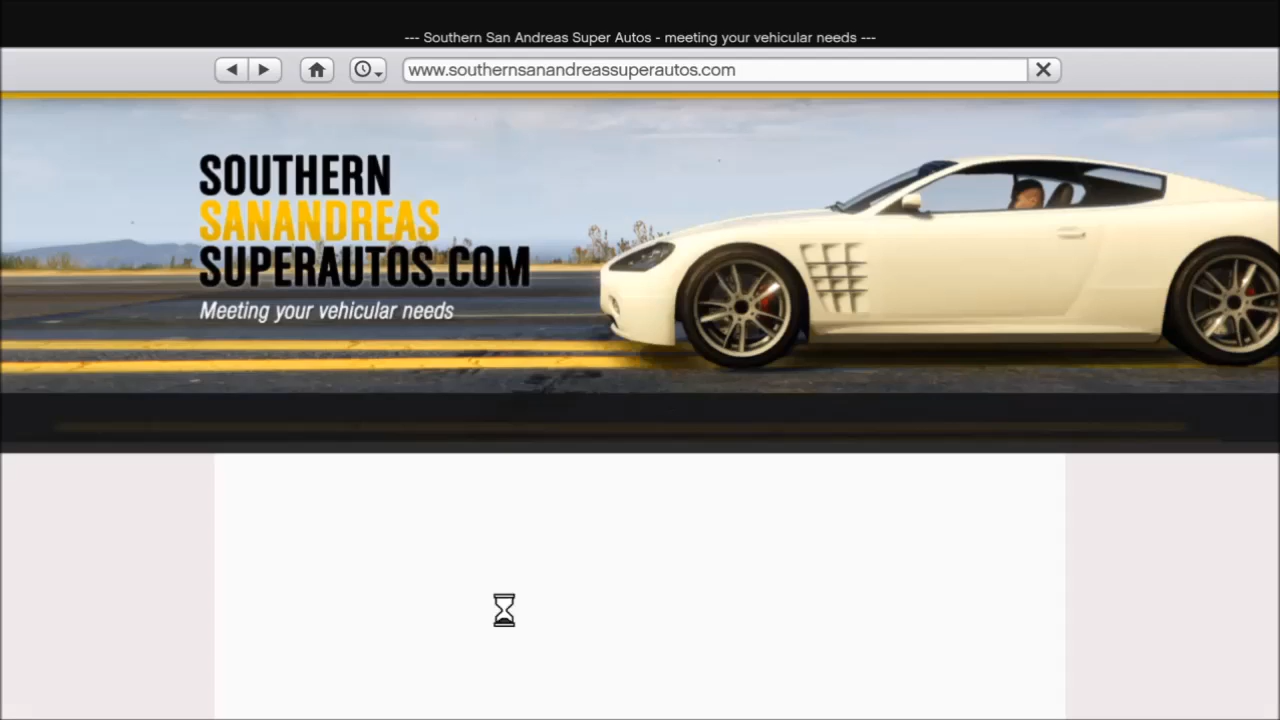 --- Southern San Andreas Super Autos - meeting your vehicular needs ---
www.southernsanandreassuperautos.com
SOUTHERN
SANANDREAS
SUPERAUTOS.COM
Meeting your vehicular needs